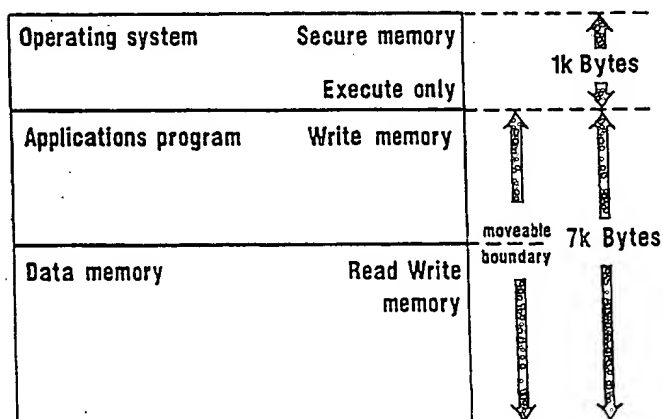 Operating system Secure memory
1k Bytes
Execute only
Applications program Write memory
moveable
7k Bytes
boundary
Data memory Read Write
memory